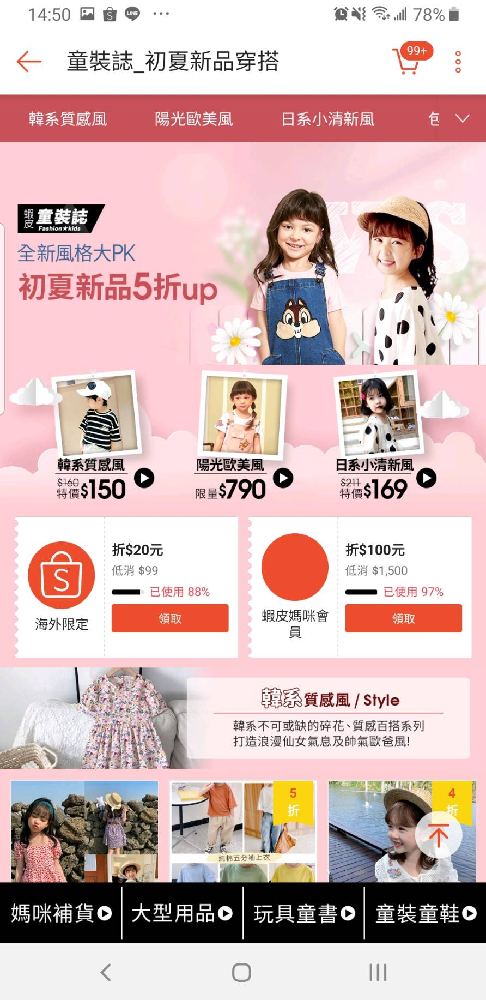 14:50 LINE 78%
童裝誌_初夏新品穿搭
99+
韓系質感風 陽光歐美風 日系小清新風 包
蝦皮 童裝誌
Fashion★kids
全新風格大PK
初夏新品5折up
韓系質感風
$160
特價$150
陽光歐美風
限量$790
日系小清新風
$211
特價$169
折$20元
低消 $99
已使用 88%
領取
海外限定
折$100元
低消 $1,500
已使用 97%
領取
蝦皮媽咪會
員
韓系質感風 / Style
韓系不可或缺的碎花、質感百搭系列
打造浪漫仙女氣息及帥氣歐爸風!
5
折
純棉五分袖上衣
4
折
媽咪補貨 大型用品 玩具童書 童裝童鞋